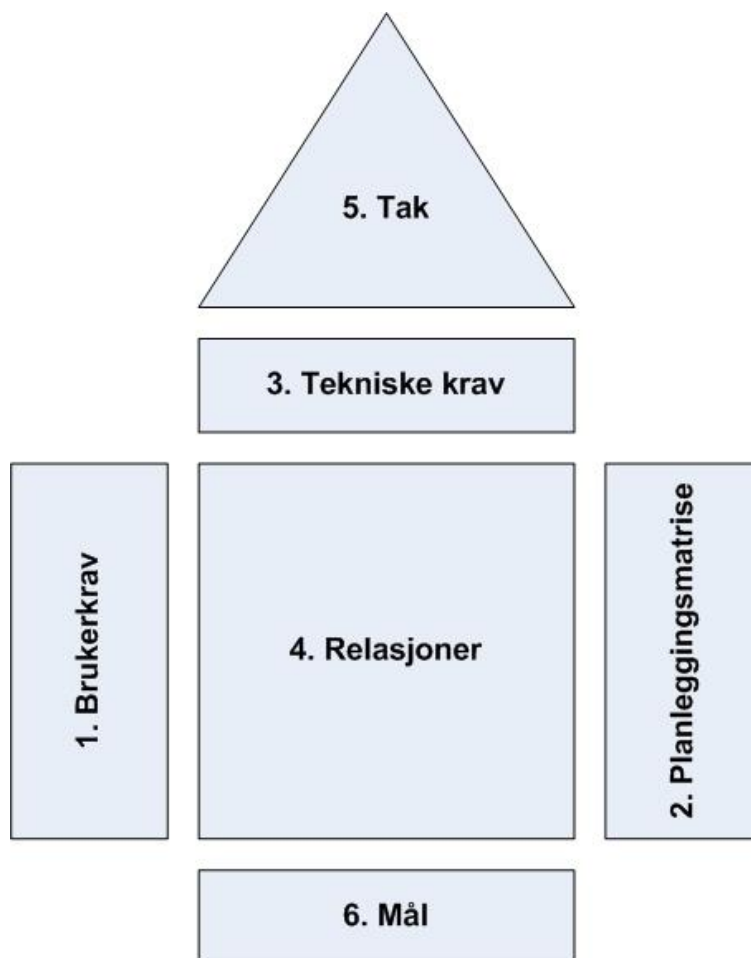 5. Tak
3. Tekniske krav
1. Brukerkrav
4. Relasjoner
2. Planleggingsmatrise
6. Mål